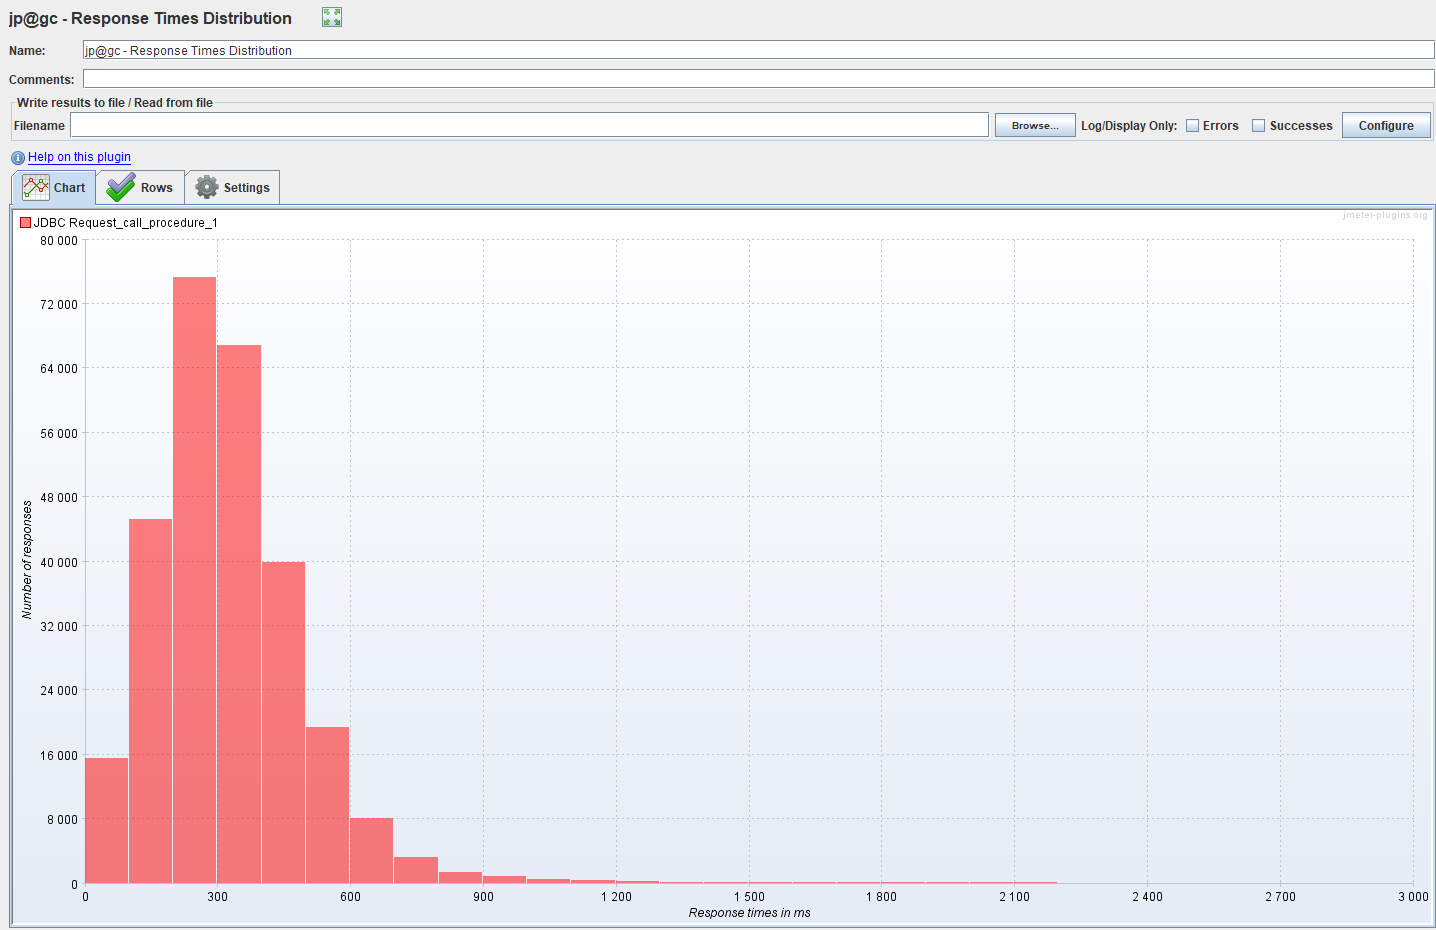 jp@gc - Response Times Distribution
Name: jp@gc - Response Times Distribution
Comments:
Write results to file / Read from file
Filename Browse... Log/Display Only: Errors Successes Configure
Help on this plugin
Chart Rows Settings
JDBC Request_call_procedure_1
jmeter-plugins.org
80 000
72 000
64 000
56 000
48 000
40 000
32 000
24 000
16 000
8 000
0
Number of responses
0 300 600 900 1 200 1 500 1 800 2 100 2 400 2 700 3 000
Response times in ms